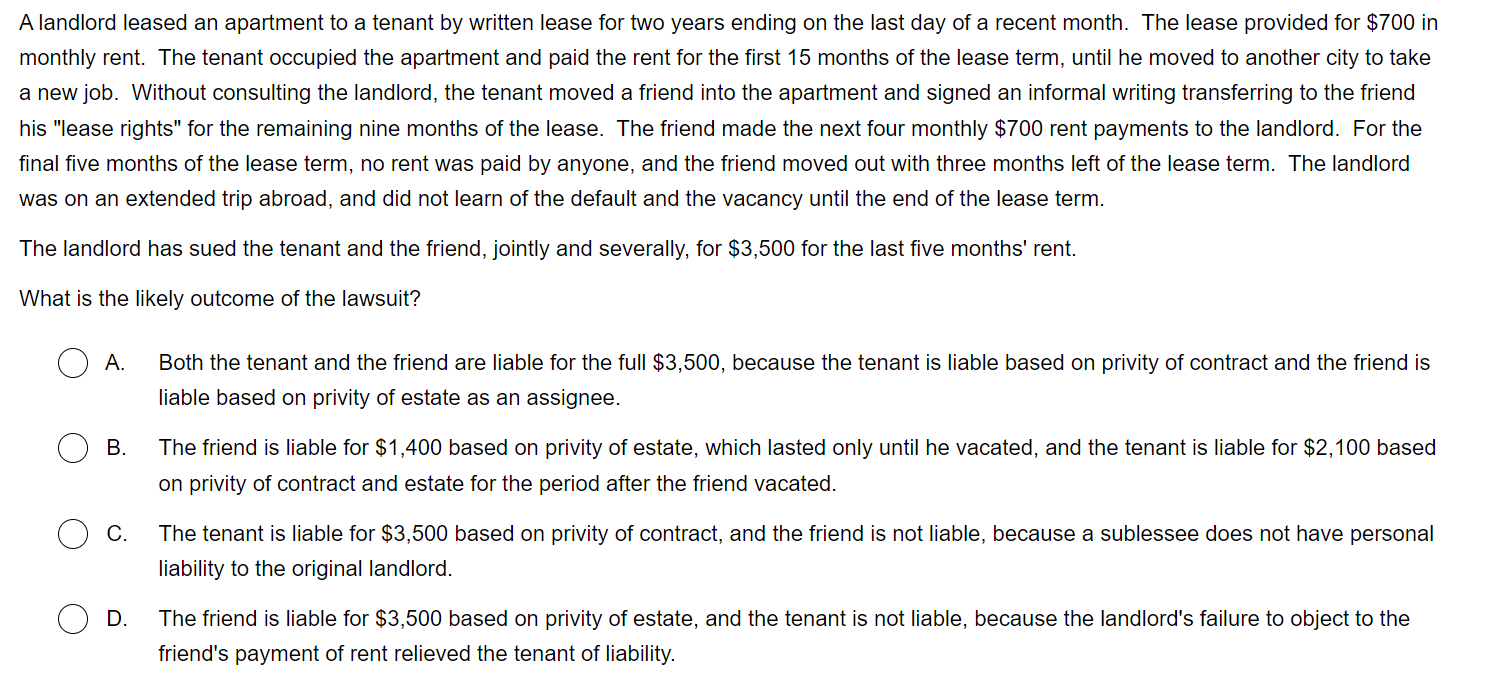 A landlord leased an apartment to a tenant by written lease for two years ending on the last day of a recent month.  The lease provided for $700 in
monthly rent.  The tenant occupied the apartment and paid the rent for the first 15 months of the lease term, until he moved to another city to take
a new job.  Without consulting the landlord, the tenant moved a friend into the apartment and signed an informal writing transferring to the friend
his "lease rights" for the remaining nine months of the lease.  The friend made the next four monthly $700 rent payments to the landlord.  For the
final five months of the lease term, no rent was paid by anyone, and the friend moved out with three months left of the lease term.  The landlord
was on an extended trip abroad, and did not learn of the default and the vacancy until the end of the lease term.
The landlord has sued the tenant and the friend, jointly and severally, for $3,500 for the last five months' rent.
What is the likely outcome of the lawsuit?
A. Both the tenant and the friend are liable for the full $3,500, because the tenant is liable based on privity of contract and the friend is
liable based on privity of estate as an assignee.
B. The friend is liable for $1,400 based on privity of estate, which lasted only until he vacated, and the tenant is liable for $2,100 based
on privity of contract and estate for the period after the friend vacated.
C. The tenant is liable for $3,500 based on privity of contract, and the friend is not liable, because a sublessee does not have personal
liability to the original landlord.
D. The friend is liable for $3,500 based on privity of estate, and the tenant is not liable, because the landlord's failure to object to the
friend's payment of rent relieved the tenant of liability.